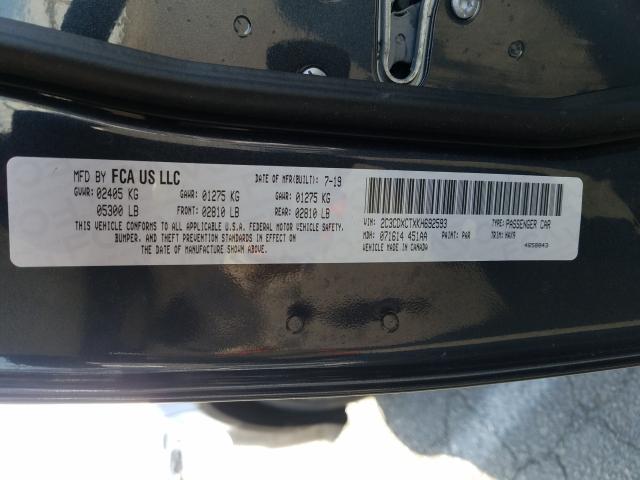 MFD BY FCA US LLC DATE OF MFR(BUILT): 7-19
GVWR: 02405 KG GAWR: 01275 KG GAWR: 01275 KG
05300 LB FRONT: 02810 LB REAR: 02810 LB
THIS VEHICLE CONFORMS TO ALL APPLICABLE U.S.A. FEDERAL MOTOR VEHICLE SAFETY,
BUMPER, AND THEFT PREVENTION STANDARDS IN EFFECT ON
THE DATE OF MANUFACTURE SHOWN ABOVE.
VIN: 2C3CDXCTXKH692593 TYPE: PASSENGER CAR
MDH: 071614 451AA PAINT: PAR TRIM: HAX9
VEHICLE MADE IN CANADA 4658843